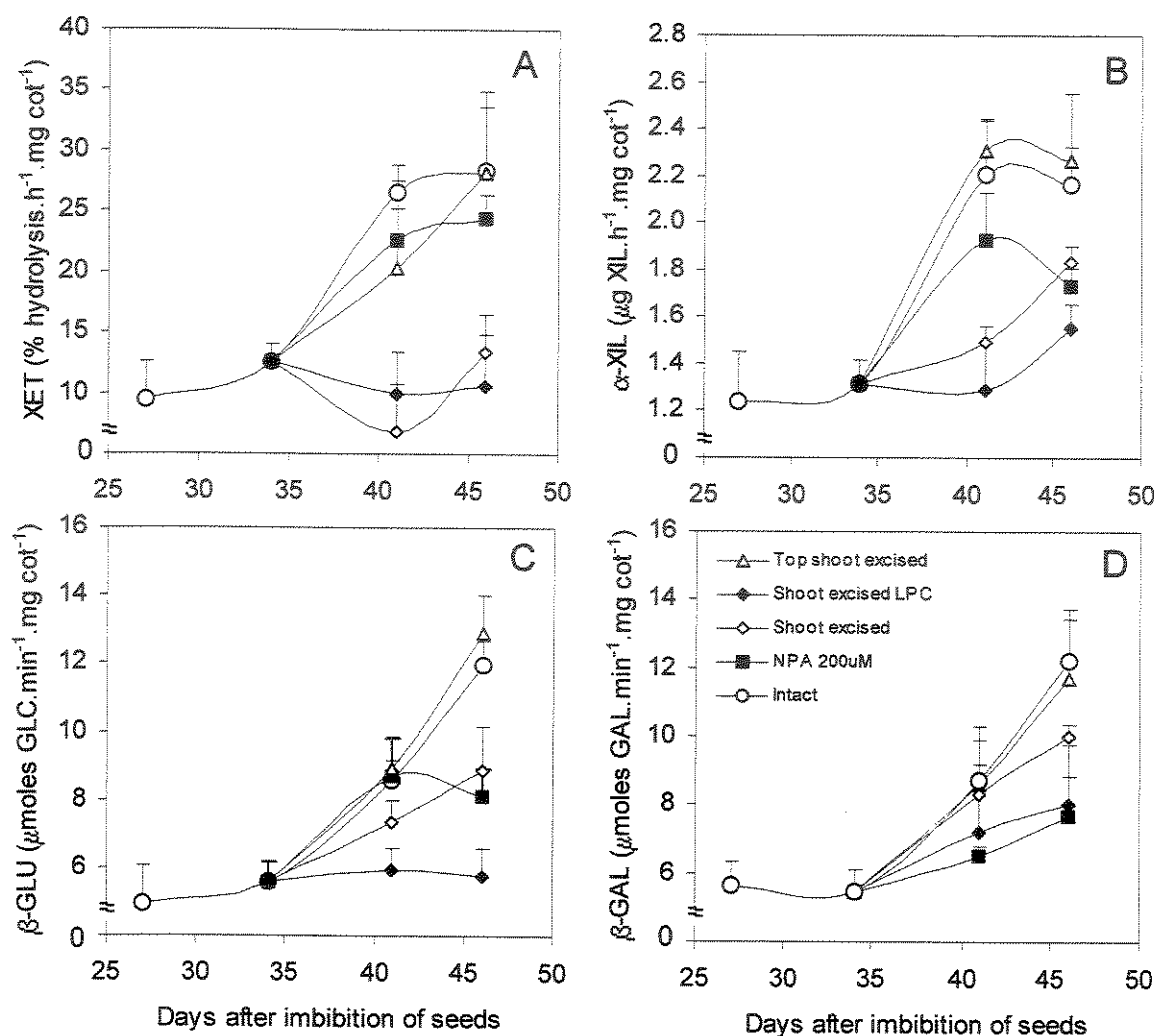 A
XET (% hydrolysis.h⁻¹.mg cot⁻¹)
40
35
30
25
20
15
10
0
25 30 35 40 45 50
B
α-XIL (µg XIL.h⁻¹.mg cot⁻¹)
2.8
2.6
2.4
2.2
2.0
1.8
1.6
1.4
1.2
0
25 30 35 40 45 50
C
β-GLU (µmoles GLC.min⁻¹.mg cot⁻¹)
16
14
12
10
8
6
0
25 30 35 40 45 50
Days after imbibition of seeds
D
β-GAL (µmoles GAL.min⁻¹.mg cot⁻¹)
16
14
12
10
8
6
0
Top shoot excised
Shoot excised LPC
Shoot excised
NPA 200uM
Intact
25 30 35 40 45 50
Days after imbibition of seeds